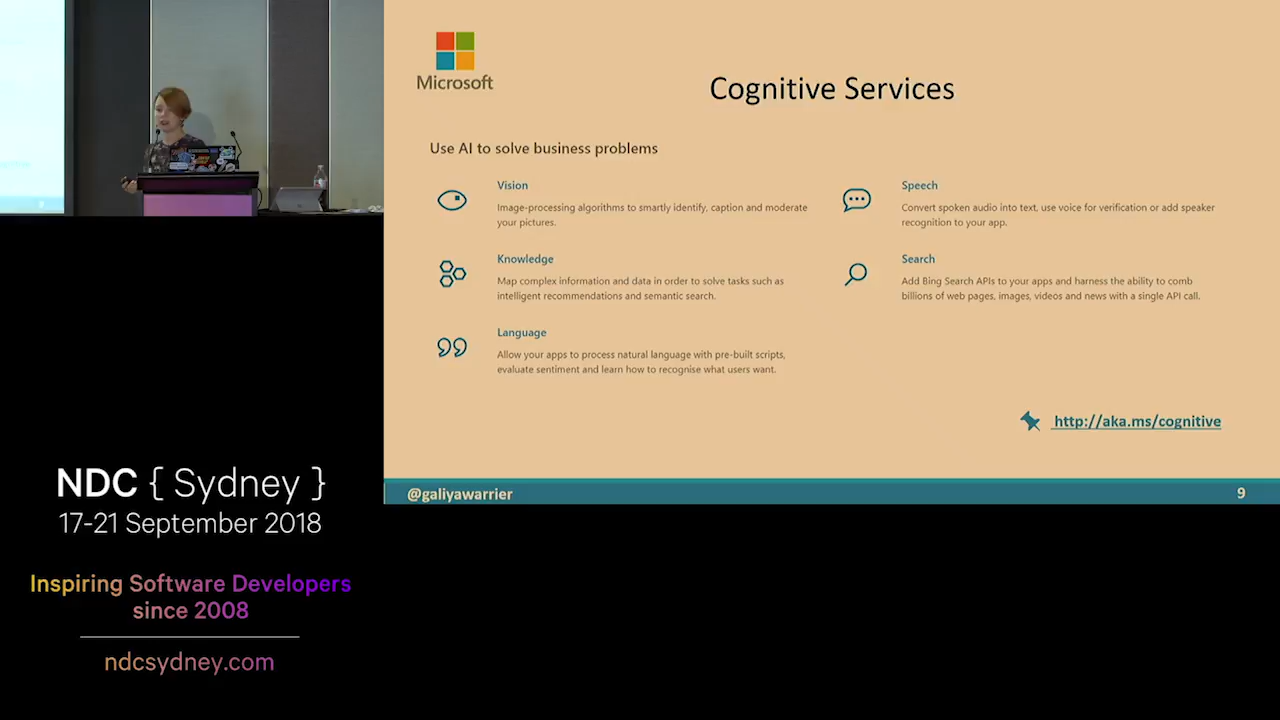 Microsoft
Cognitive Services
Use AI to solve business problems
Vision
Image-processing algorithms to smartly identify, caption and moderate
your pictures.
Knowledge
Map complex information and data in order to solve tasks such as
intelligent recommendations and semantic search.
Language
Allow your apps to process natural language with pre-built scripts,
evaluate sentiment and learn how to recognise what users want.
Speech
Convert spoken audio into text, use voice for verification or add speaker
recognition to your app.
Search
Add Bing Search APIs to your apps and harness the ability to comb
billions of web pages, images, videos and news with a single API call.
http://aka.ms/cognitive
@galiyawarrier
9
NDC { Sydney }
17-21 September 2018
Inspiring Software Developers
since 2008
ndcsydney.com